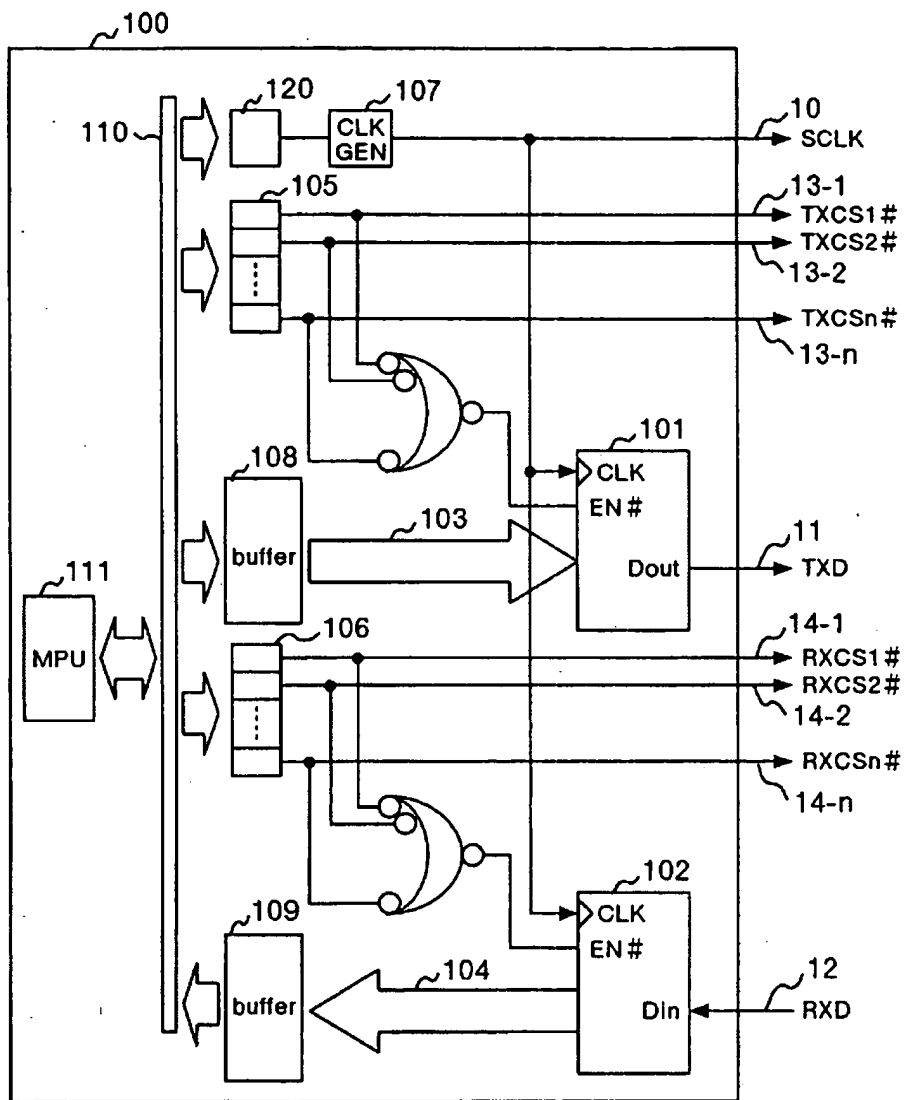 100
110
120
107
CLK
GEN
10
SCLK
105
13-1
TXCS1#
TXCS2#
13-2
TXCSn#
13-n
101
CLK
EN#
Dout
108
buffer
103
11
TXD
111
MPU
106
14-1
RXCS1#
RXCS2#
14-2
RXCSn#
14-n
102
CLK
EN#
Din
109
buffer
104
12
RXD